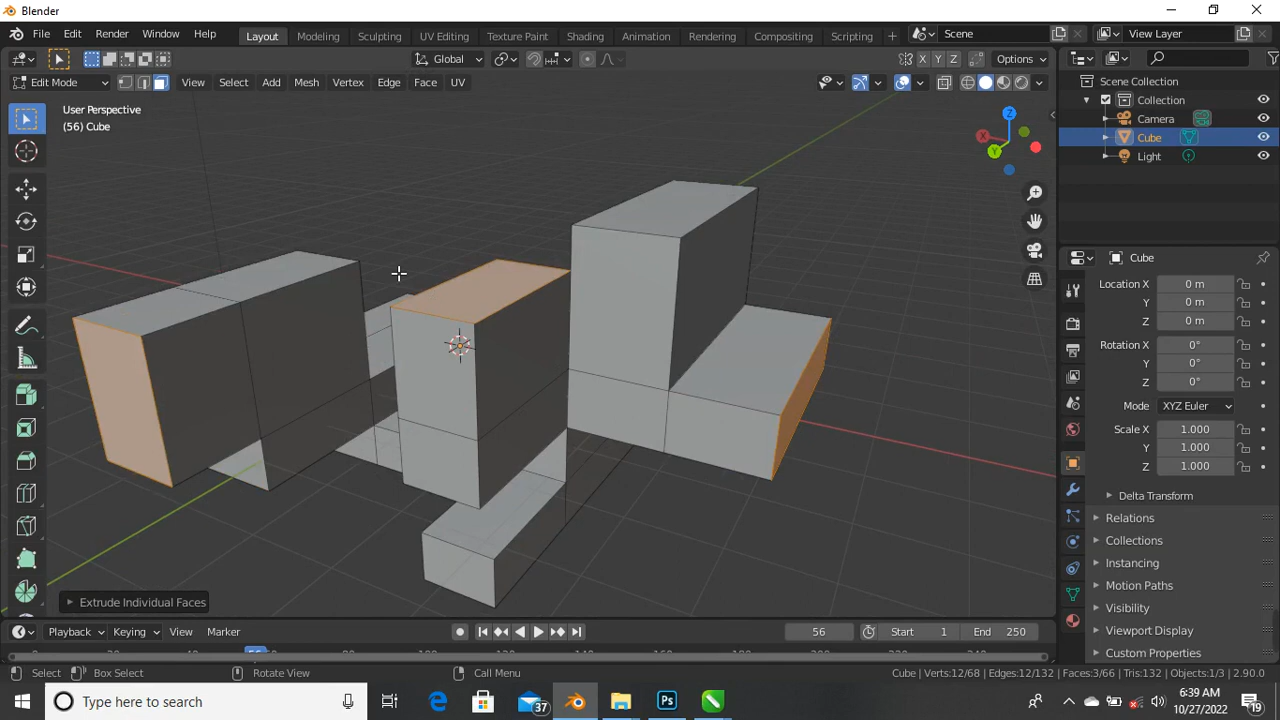 Blender
File Edit Render Window Help Layout Modeling Sculpting UV Editing Texture Paint Shading Animation Rendering Compositing Scripting + Scene View Layer
Global X Y Z Options
Edit Mode View Select Add Mesh Vertex Edge Face UV
User Perspective
(56) Cube
Z
X
Y
Scene Collection
Collection
Camera
Cube
Light
Cube
Location X 0 m
Y 0 m
Z 0 m
Rotation X 0°
Y 0°
Z 0°
Mode XYZ Euler
Scale X 1.000
Y 1.000
Z 1.000
Delta Transform
Relations
Collections
Instancing
Motion Paths
Visibility
Viewport Display
Custom Properties
Extrude Individual Faces
Playback Keying View Marker 56 Start 1 End 250
Select Box Select Rotate View Call Menu Cube | Verts:12/68 | Edges:12/132 | Faces:3/66 | Tris:132 | Objects:1/3 | 2.90.0
Type here to search 37 Ps 6:39 AM
10/27/2022 19